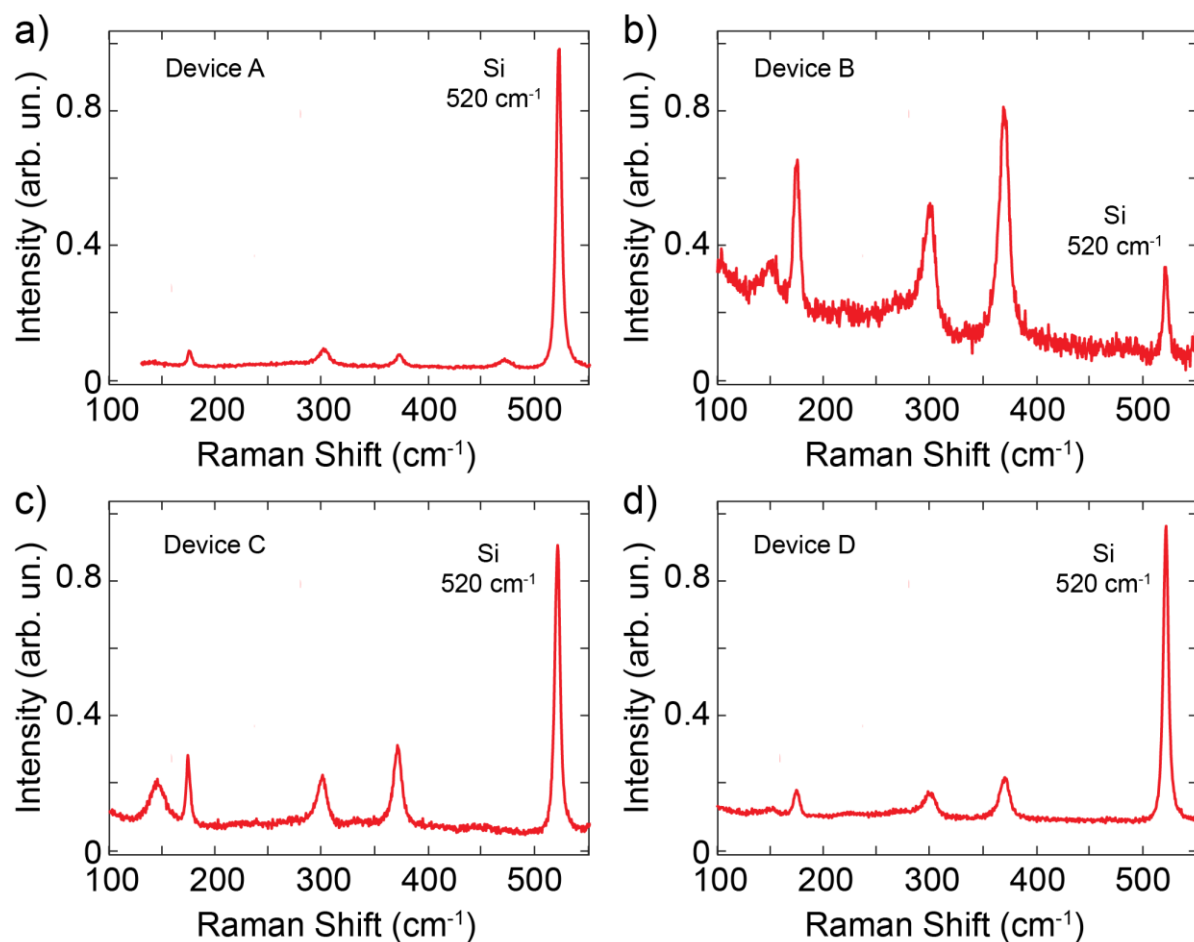 a)
Device A
Si
520 cm⁻¹
Intensity (arb. un.)
0.8
0.4
0
100 200 300 400 500
Raman Shift (cm⁻¹)
b)
Device B
Si
520 cm⁻¹
Intensity (arb. un.)
0.8
0.4
0
100 200 300 400 500
Raman Shift (cm⁻¹)
c)
Device C
Si
520 cm⁻¹
Intensity (arb. un.)
0.8
0.4
0
100 200 300 400 500
Raman Shift (cm⁻¹)
d)
Device D
Si
520 cm⁻¹
Intensity (arb. un.)
0.8
0.4
0
100 200 300 400 500
Raman Shift (cm⁻¹)